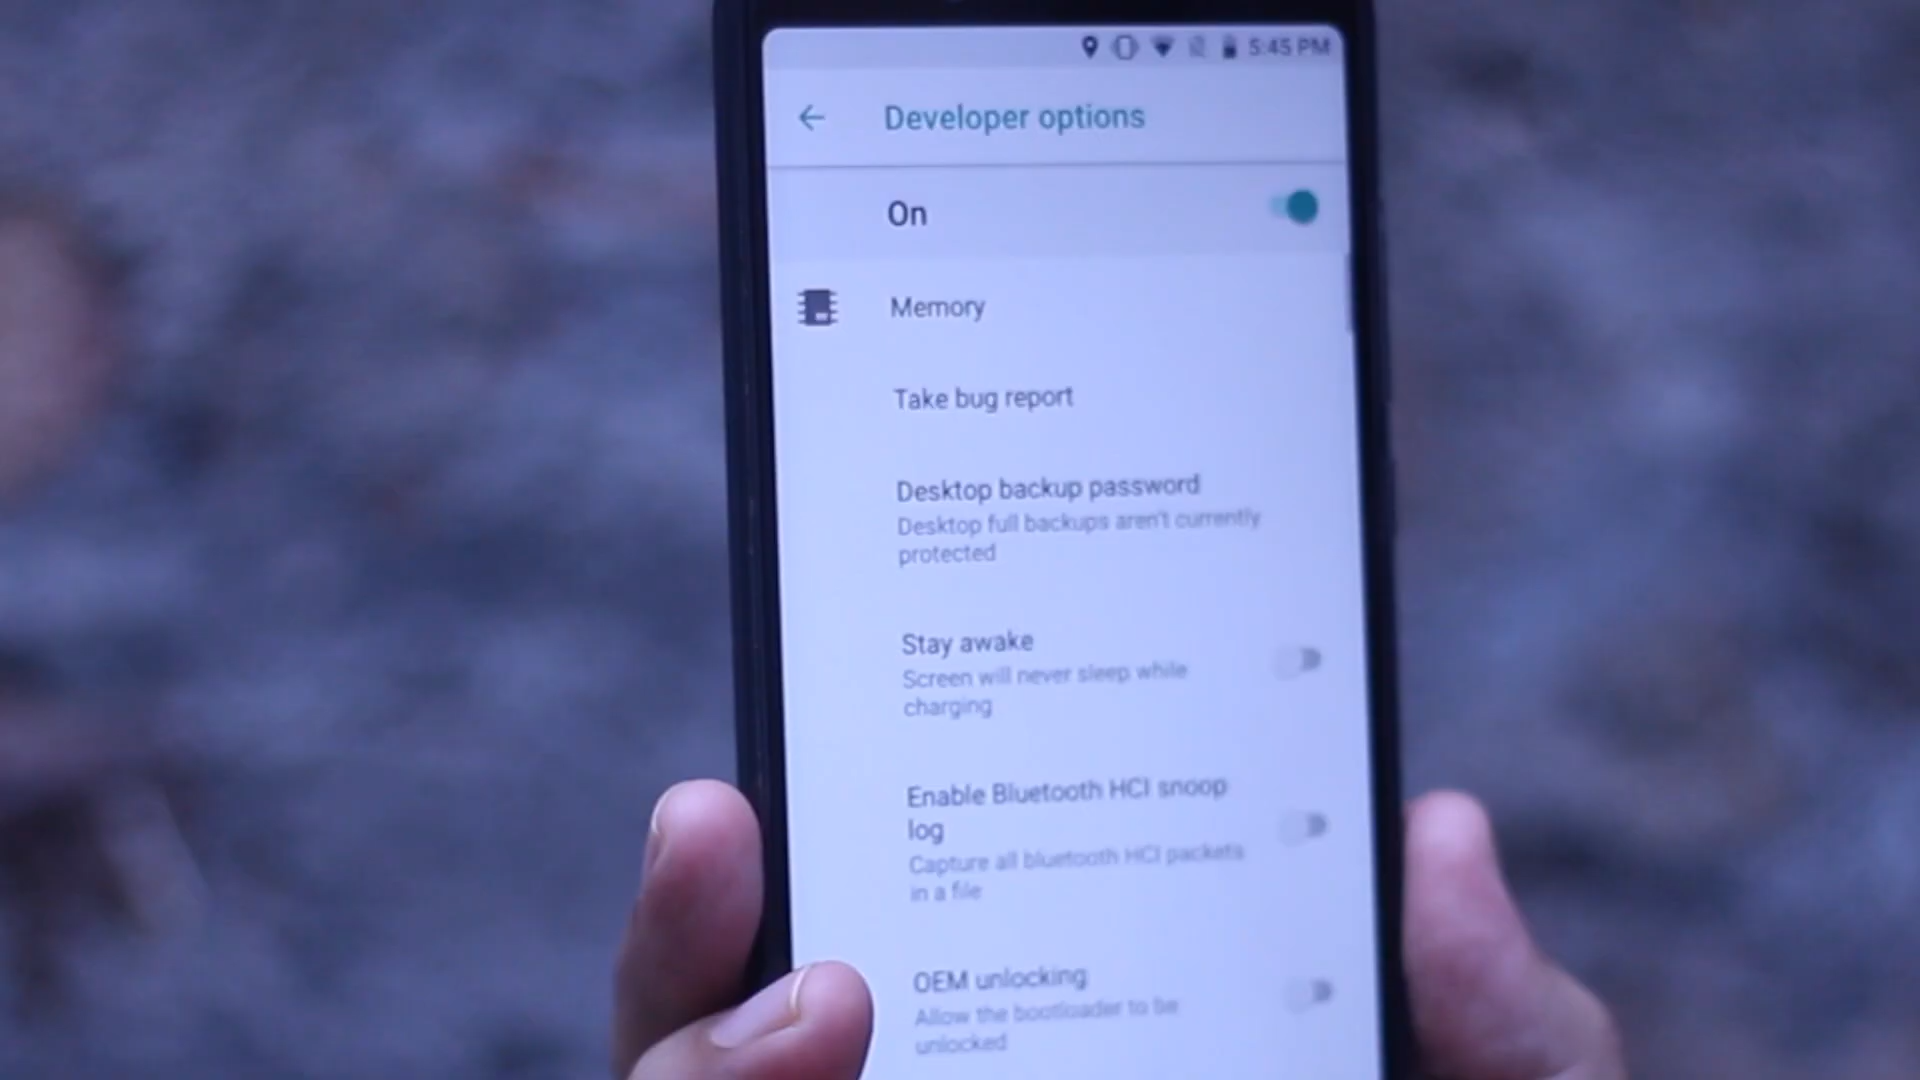 5:45 PM
Developer options
On
Memory
Take bug report
Desktop backup password
Desktop full backups aren't currently
protected
Stay awake
Screen will never sleep while
charging
Enable Bluetooth HCI snoop
log
Capture all bluetooth HCI packets
in a file
OEM unlocking
Allow the bootloader to be
unlocked